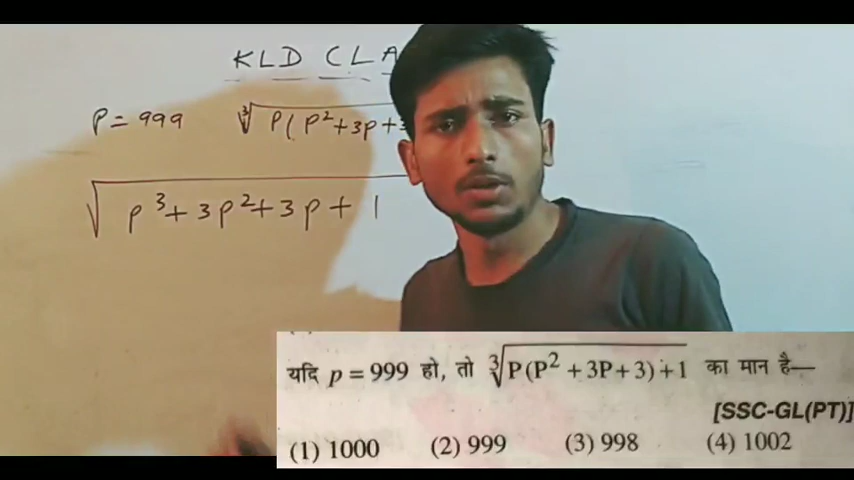 KLD CLA
P = 999 ∛P(P²+3P+3
√P³+3P²+3P+1
यदि p = 999 हो, तो ∛P(P² + 3P + 3) + 1 का मान है—
[SSC-GL(PT)]
(1) 1000 (2) 999 (3) 998 (4) 1002